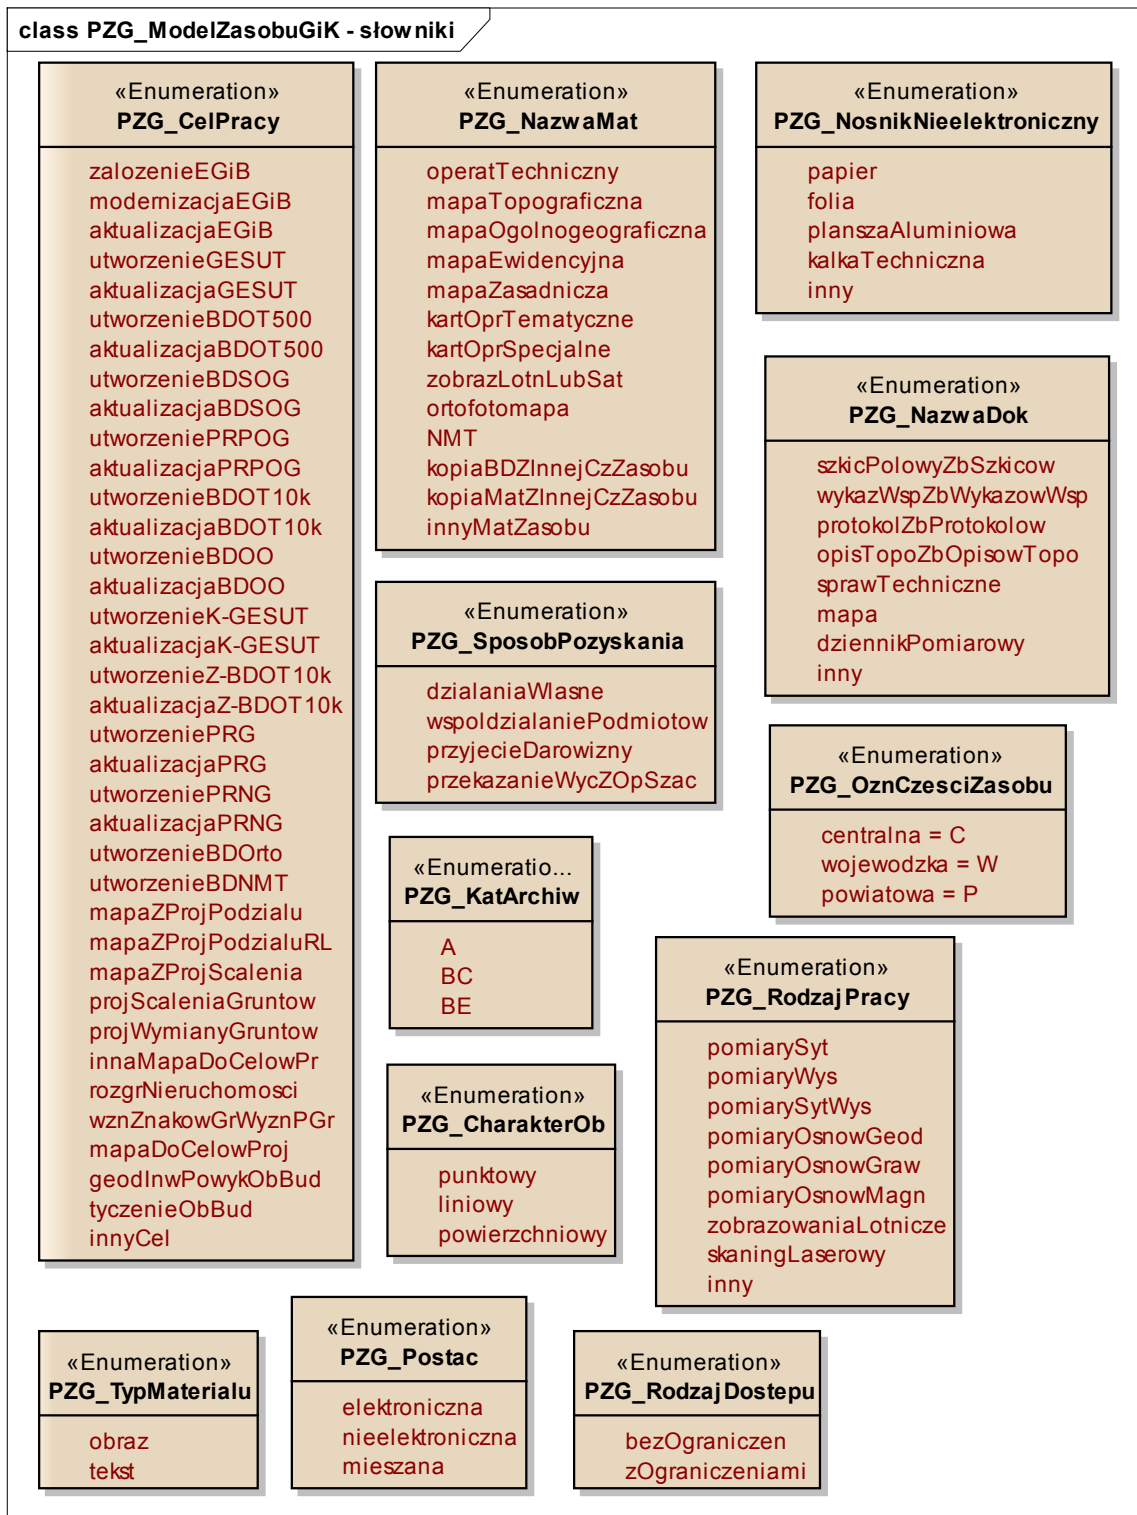 class PZG_ModelZasobuGiK - słowniki
«Enumeration»
PZG_CelPracy
zalozenieEGiB
modernizacjaEGiB
aktualizacjaEGiB
utworzenieGESUT
aktualizacjaGESUT
utworzenieBDOT500
aktualizacjaBDOT500
utworzenieBDSOG
aktualizacjaBDSOG
utworzeniePRPOG
aktualizacjaPRPOG
utworzenieBDOT10k
aktualizacjaBDOT10k
utworzenieBDOO
aktualizacjaBDOO
utworzenieK-GESUT
aktualizacjaK-GESUT
utworzenieZ-BDOT10k
aktualizacjaZ-BDOT10k
utworzeniePRG
aktualizacjaPRG
utworzeniePRNG
aktualizacjaPRNG
utworzenieBDOrto
utworzenieBDNMT
mapaZProjPodzialu
mapaZProjPodzialuRL
mapaZProjScalenia
projScaleniaGruntow
projWymianyGruntow
innaMapaDoCelowPr
rozgrNieruchomosci
wznZnakowGrWyznPGr
mapaDoCelowProj
geodInwPowykObBud
tyczenieObBud
innyCel
«Enumeration»
PZG_NazwaMat
operatTechniczny
mapaTopograficzna
mapaOgolnogeograficzna
mapaEwidencyjna
mapaZasadnicza
kartOprTematyczne
kartOprSpecjalne
zobrazLotnLubSat
ortofotomapa
NMT
kopiaBDZInnejCzZasobu
kopiaMatZInnejCzZasobu
innyMatZasobu
«Enumeration»
PZG_NosnikNieelektroniczny
papier
folia
planszaAluminiowa
kalkaTechniczna
inny
«Enumeration»
PZG_NazwaDok
szkicPolowyZbSzkicow
wykazWspZbWykazowWsp
protokolZbProtokolow
opisTopoZbOpisowTopo
sprawTechniczne
mapa
dziennikPomiarowy
inny
«Enumeration»
PZG_SposobPozyskania
dzialaniaWlasne
wspoldzialaniePodmiotow
przyjecieDarowizny
przekazanieWycZOpSzac
«Enumeration»
PZG_OznCzesciZasobu
centralna = C
wojewodzka = W
powiatowa = P
«Enumeratio...
PZG_KatArchiw
A
BC
BE
«Enumeration»
PZG_RodzajPracy
pomiarySyt
pomiaryWys
pomiarySytWys
pomiaryOsnowGeod
pomiaryOsnowGraw
pomiaryOsnowMagn
zobrazowaniaLotnicze
skaningLaserowy
inny
«Enumeration»
PZG_CharakterOb
punktowy
liniowy
powierzchniowy
«Enumeration»
PZG_TypMaterialu
obraz
tekst
«Enumeration»
PZG_Postac
elektroniczna
nieelektroniczna
mieszana
«Enumeration»
PZG_RodzajDostepu
bezOgraniczen
zOgraniczeniami